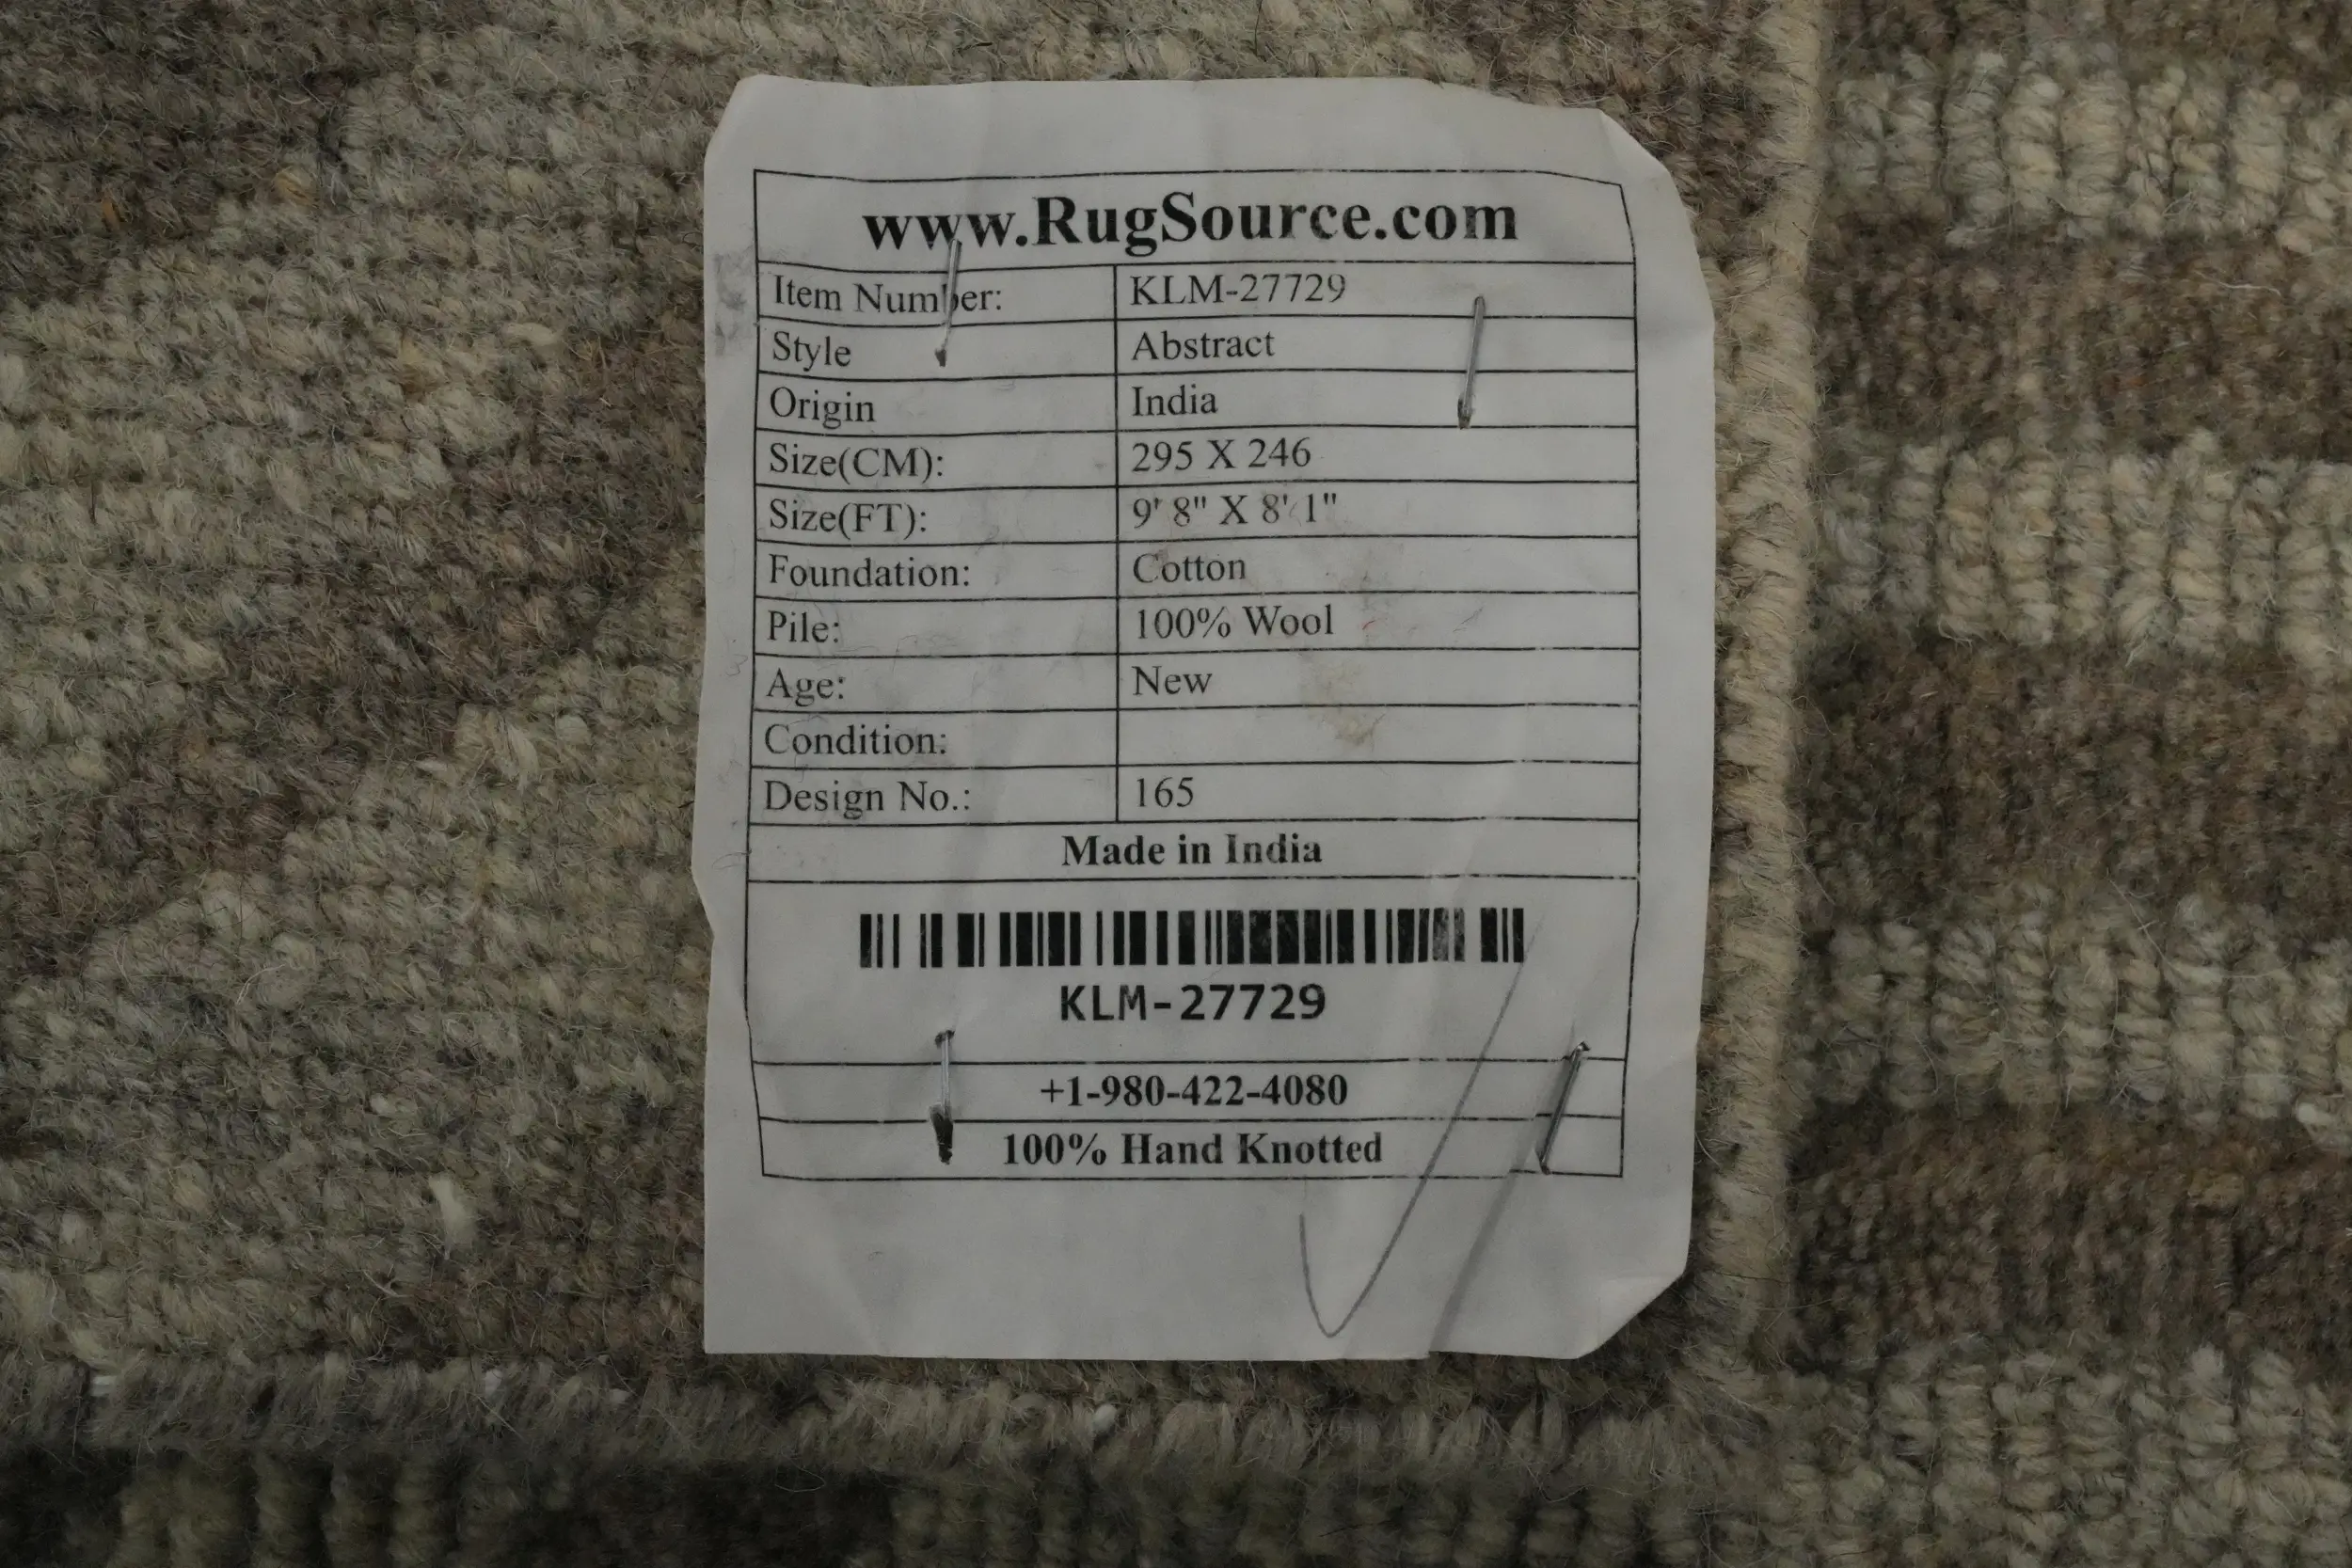 www.RugSource.com
Item Number: KLM-27729
Style Abstract
Origin India
Size(CM): 295 X 246
Size(FT): 9' 8" X 8' 1"
Foundation: Cotton
Pile: 100% Wool
Age: New
Condition:
Design No.: 165
Made in India
KLM-27729
+1-980-422-4080
100% Hand Knotted